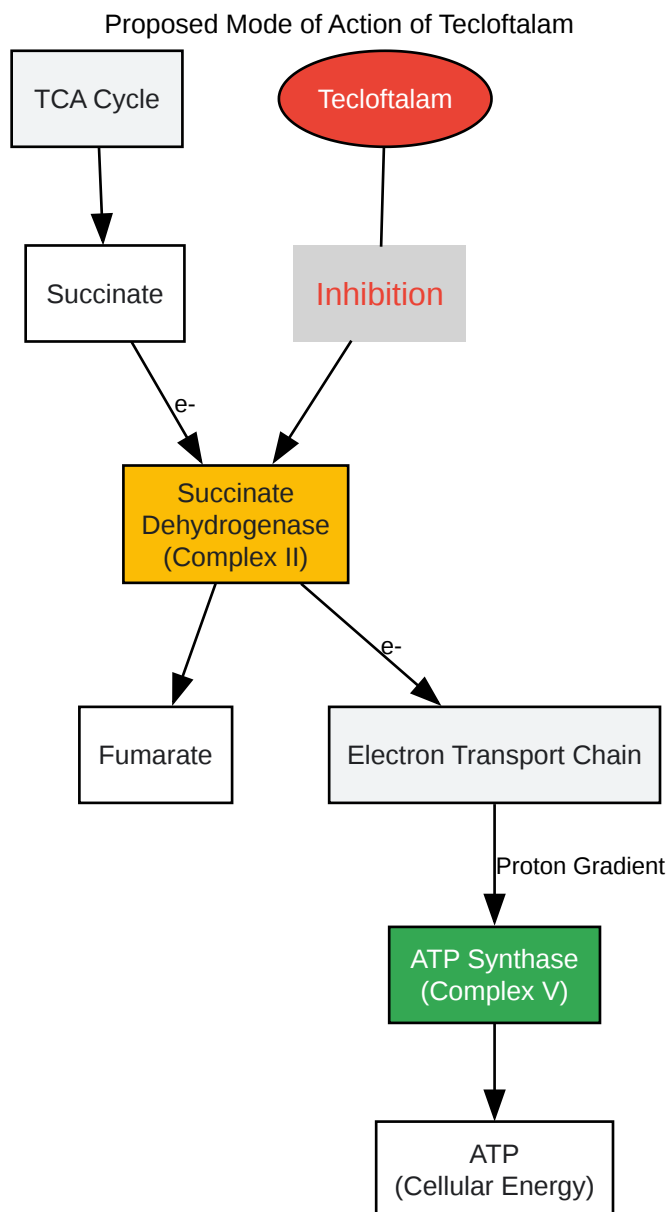 Proposed Mode of Action of Tecloftalam
TCA Cycle
Tecloftalam
Succinate
Inhibition
e-
Succinate
Dehydrogenase
(Complex II)
e-
Fumarate
Electron Transport Chain
Proton Gradient
ATP Synthase
(Complex V)
ATP
(Cellular Energy)